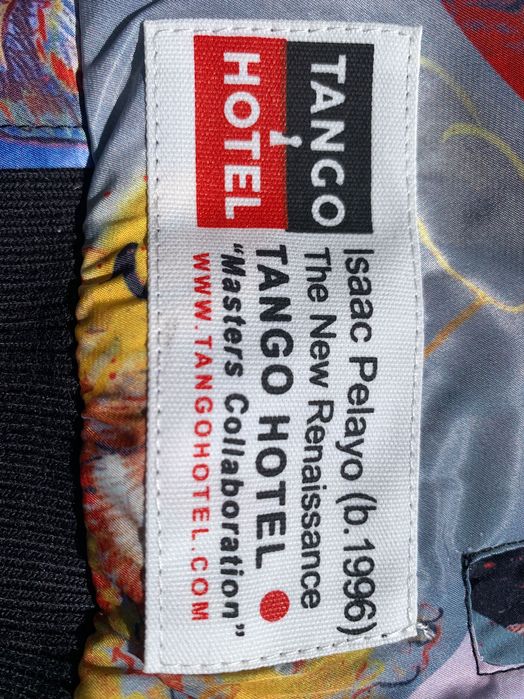 TANGO
HOTEL
Isaac Pelayo (b.1996)
The New Renaissance
TANGO HOTEL
"Masters Collaboration"
WWW.TANGOHOTEL.COM